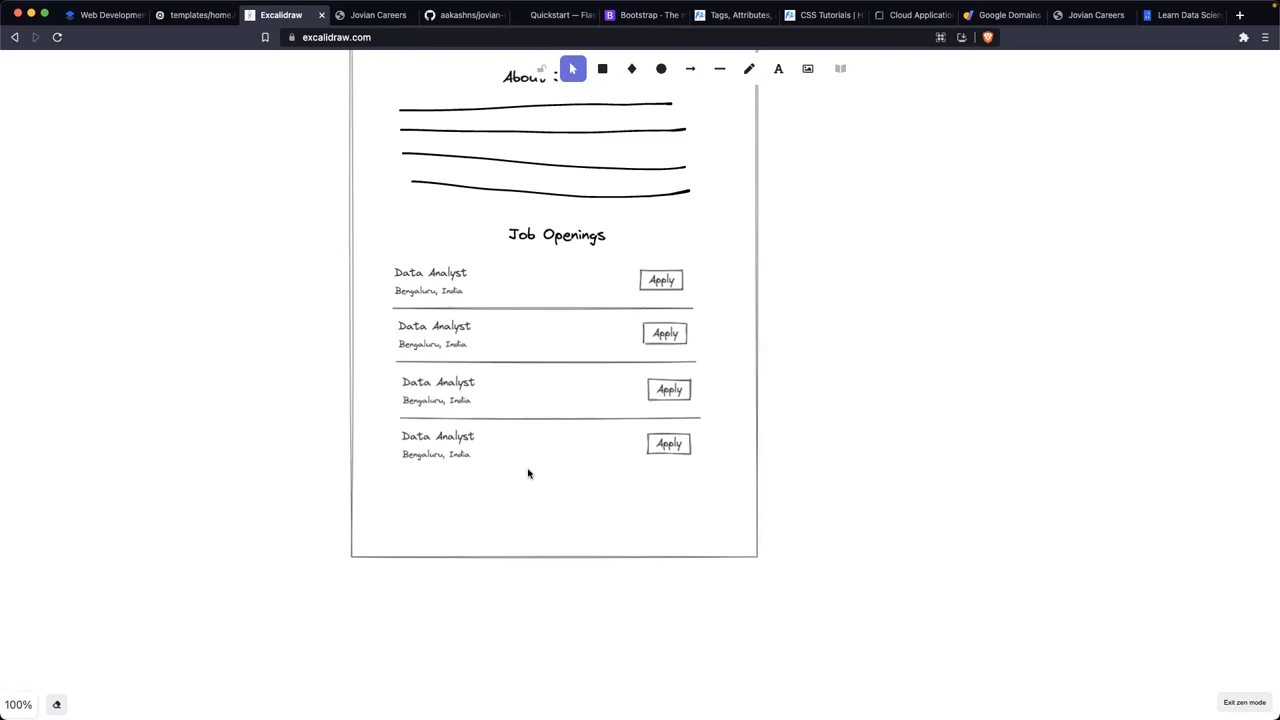 Web Developmen
templates/home.
Excalidraw
Jovian Careers
aakashns/jovian-
Quickstart — Flas
Bootstrap · The m
Tags, Attributes,
CSS Tutorials | H
Cloud Application
Google Domains
Jovian Careers
Learn Data Scien
excalidraw.com
A
Job Openings
Data Analyst
Bengaluru, India
Apply
Data Analyst
Bengaluru, India
Apply
Data Analyst
Bengaluru, India
Apply
Data Analyst
Bengaluru, India
Apply
100%
Exit zen mode